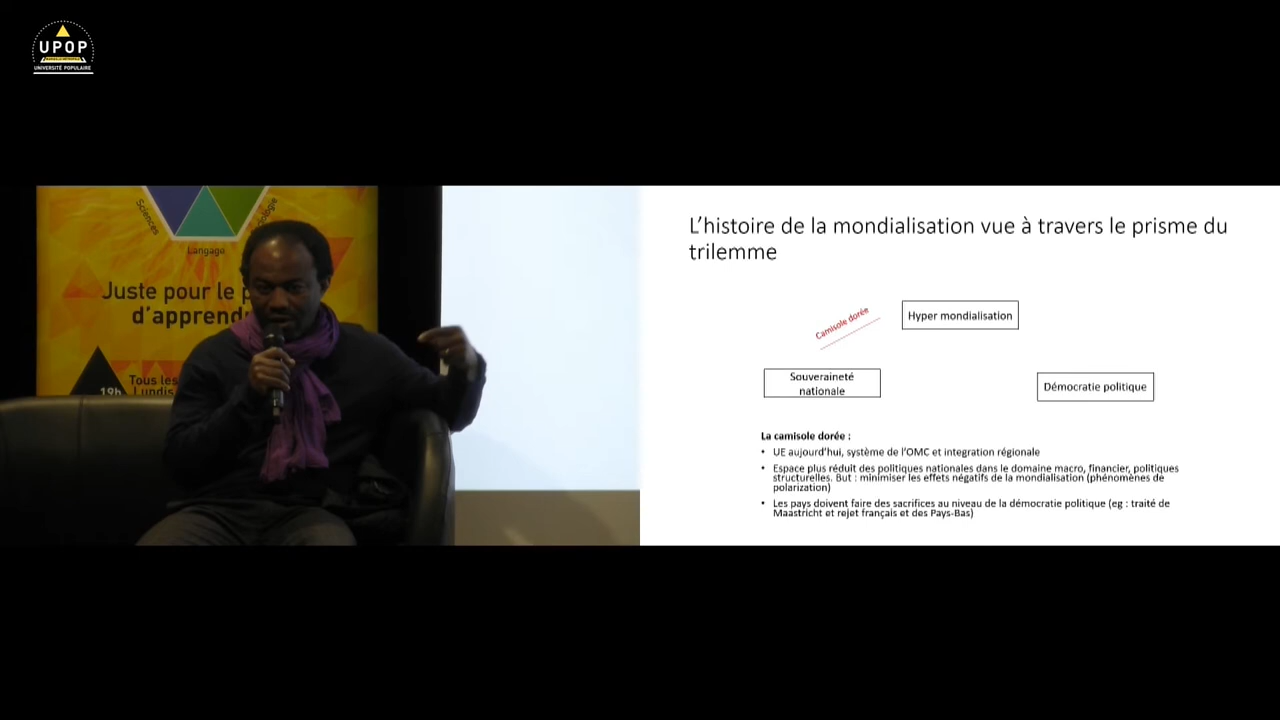 UPOP
UNIVERSITÉ POPULAIRE
Sciences
Langage
Juste pour le p
d'apprend
19h
Tous les
Lundis
L'histoire de la mondialisation vue à travers le prisme du
trilemme
Camisole dorée
Hyper mondialisation
Souveraineté
nationale
Démocratie politique
La camisole dorée :
• UE aujourd'hui, système de l'OMC et integration régionale
• Espace plus réduit des politiques nationales dans le domaine macro, financier, politiques
structurelles. But : minimiser les effets négatifs de la mondialisation (phénomènes de
polarization)
• Les pays doivent faire des sacrifices au niveau de la démocratie politique (eg : traité de
Maastricht et rejet français et des Pays-Bas)